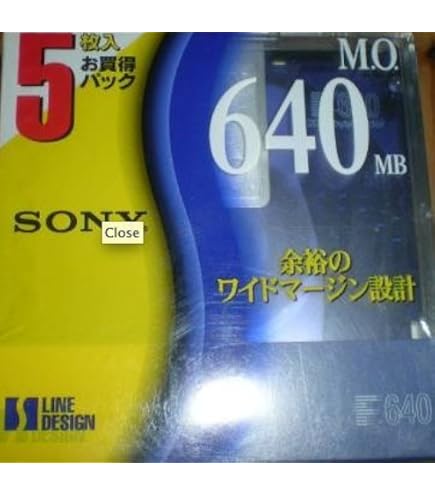 5
枚入
お買得
パック
M.O.
640 MB
SONY
Close
余裕の
ワイドマージン設計
LINE
DESIGN
DESIGN
640